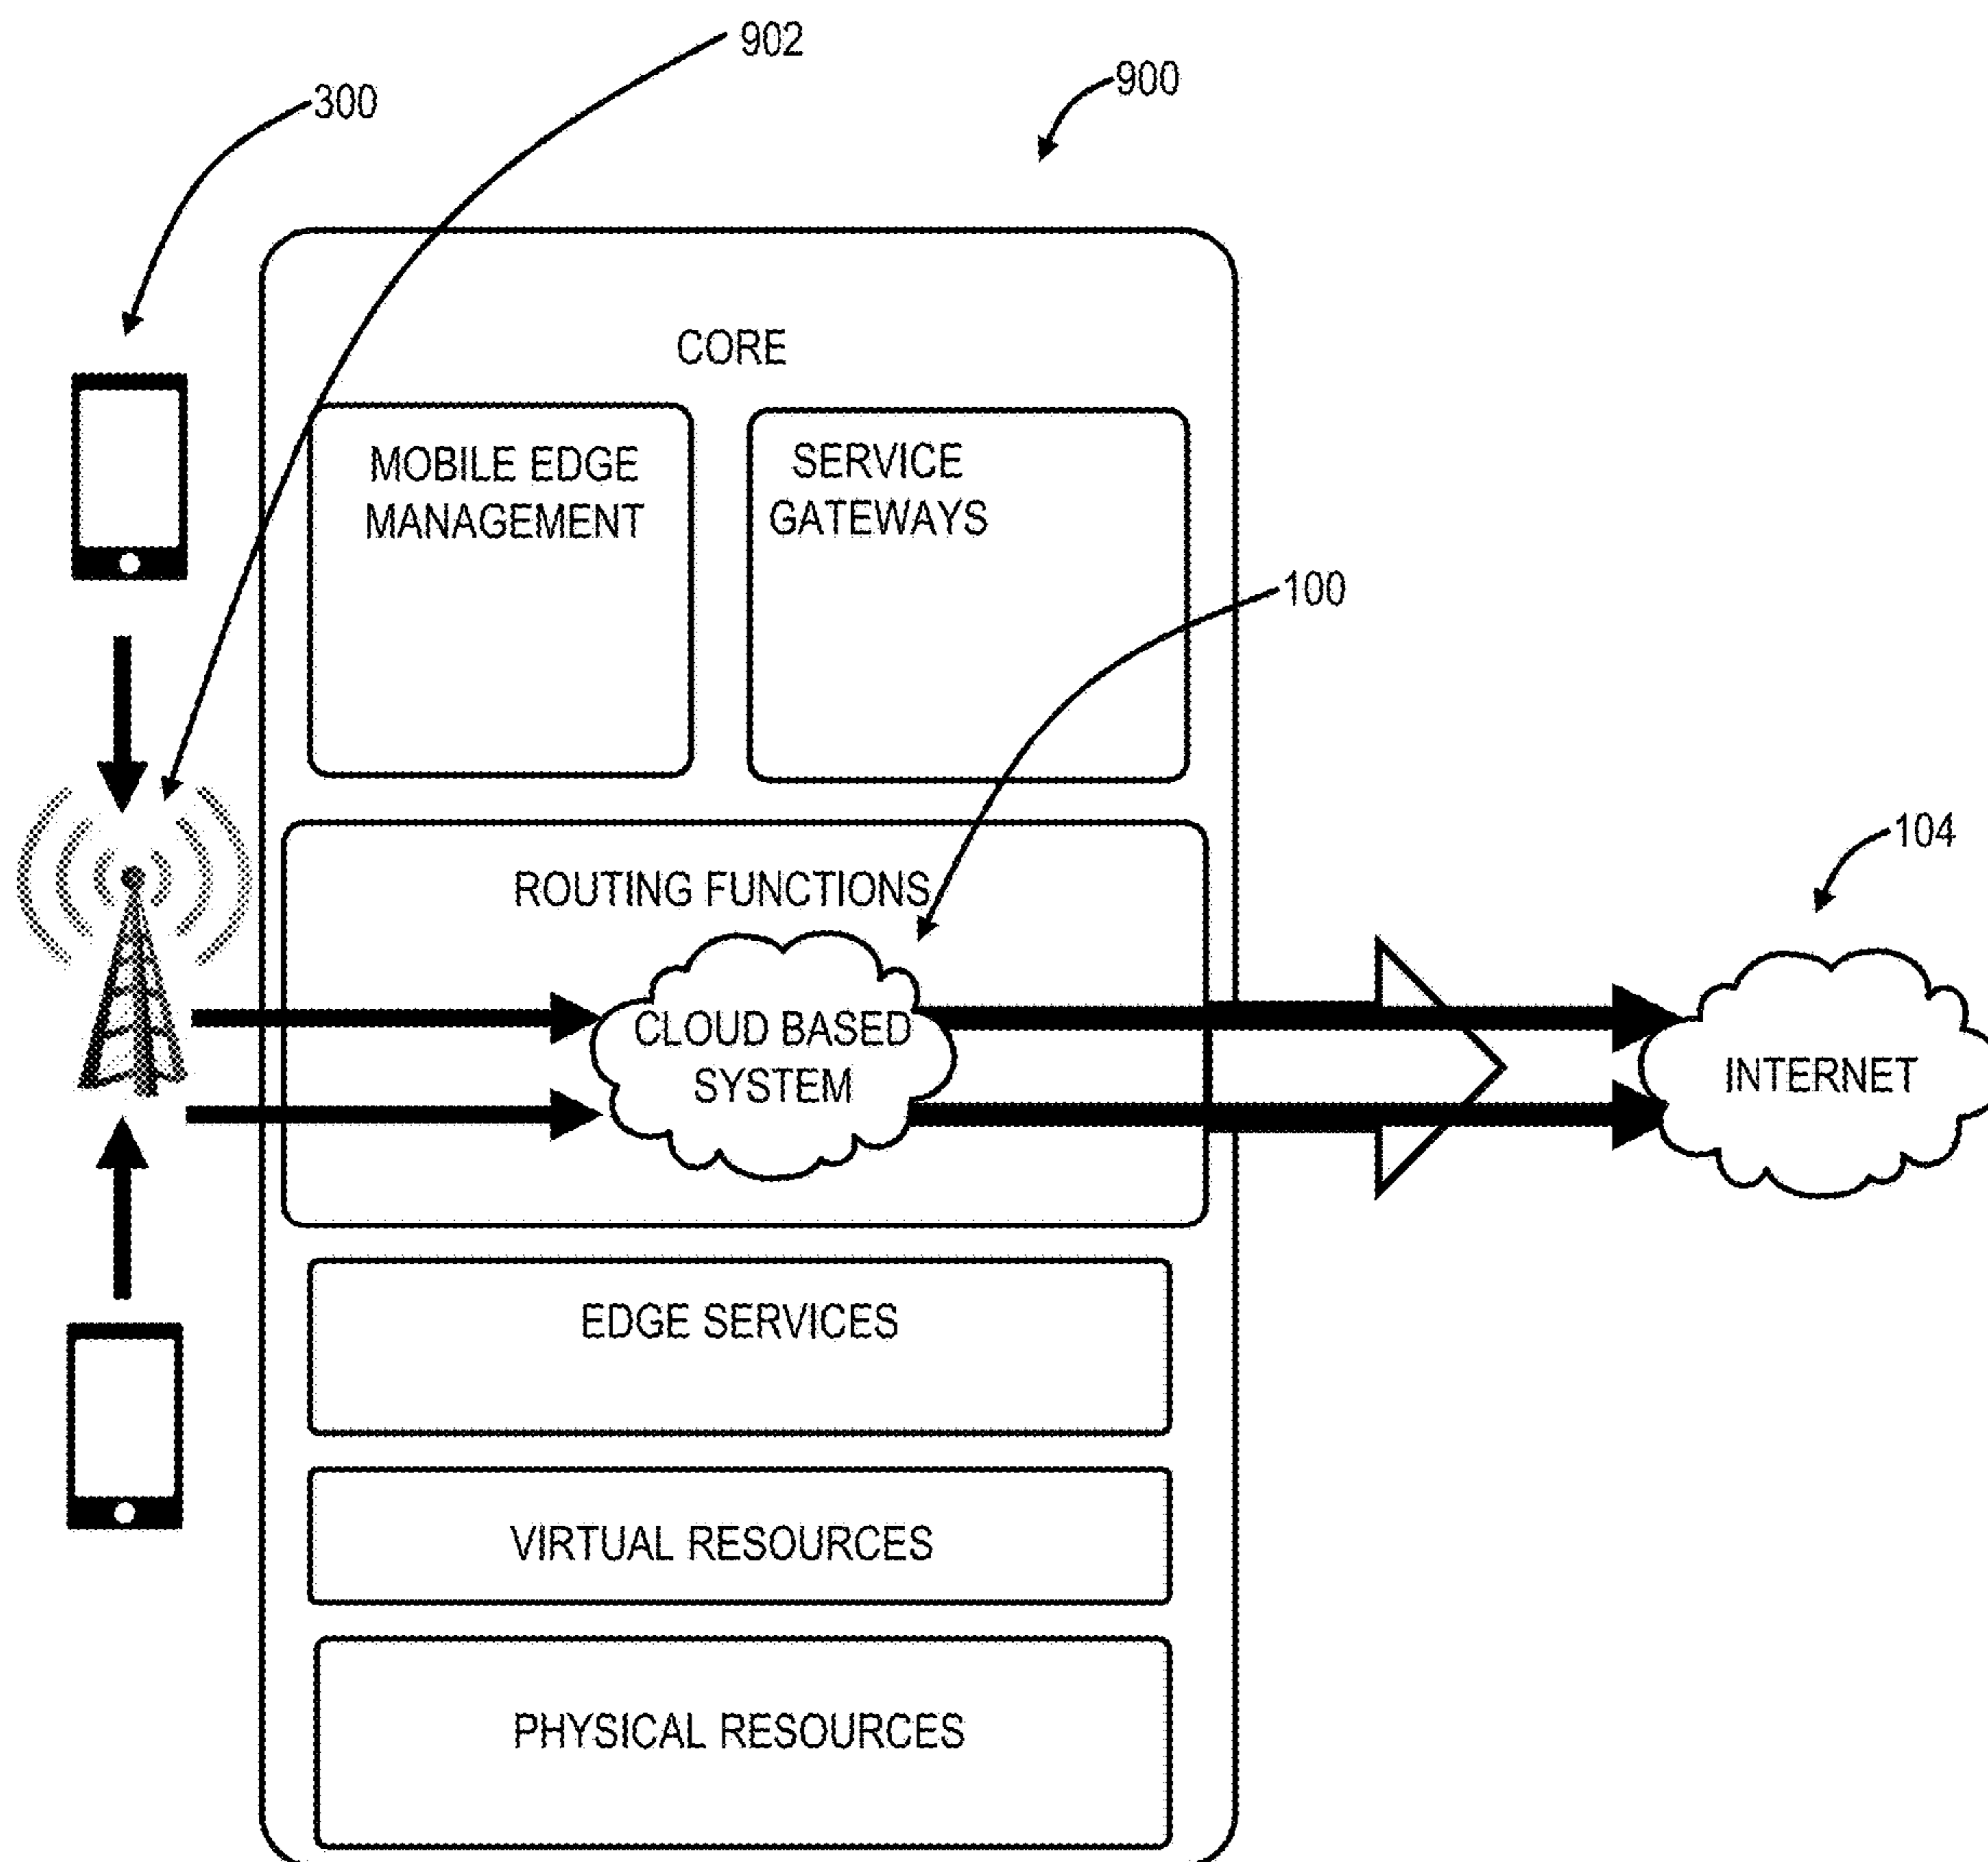 902
900
300
CORE
MOBILE EDGE
MANAGEMENT
SERVICE
GATEWAYS
100
104
ROUTING FUNCTIONS
CLOUD BASED
SYSTEM
INTERNET
EDGE SERVICES
VIRTUAL RESOURCES
PHYSICAL RESOURCES